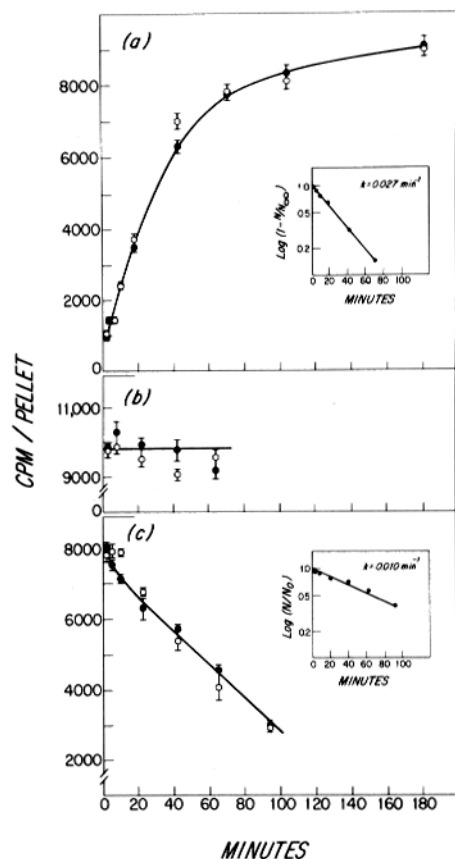 (a)
8000
6000
4000
2000
0
k=0.027 min⁻¹
1.0
0.5
0.2
Log (1-N/N∞)
0 20 40 60 80 100
MINUTES
(b)
11,000
9000
0
CPM / PELLET
(c)
8000
6000
4000
2000
k=0.010 min⁻¹
1.0
0.5
0.2
Log (N/N₀)
0 20 40 60 80 100
MINUTES
0 20 40 60 80 100 120 140 160 180
MINUTES